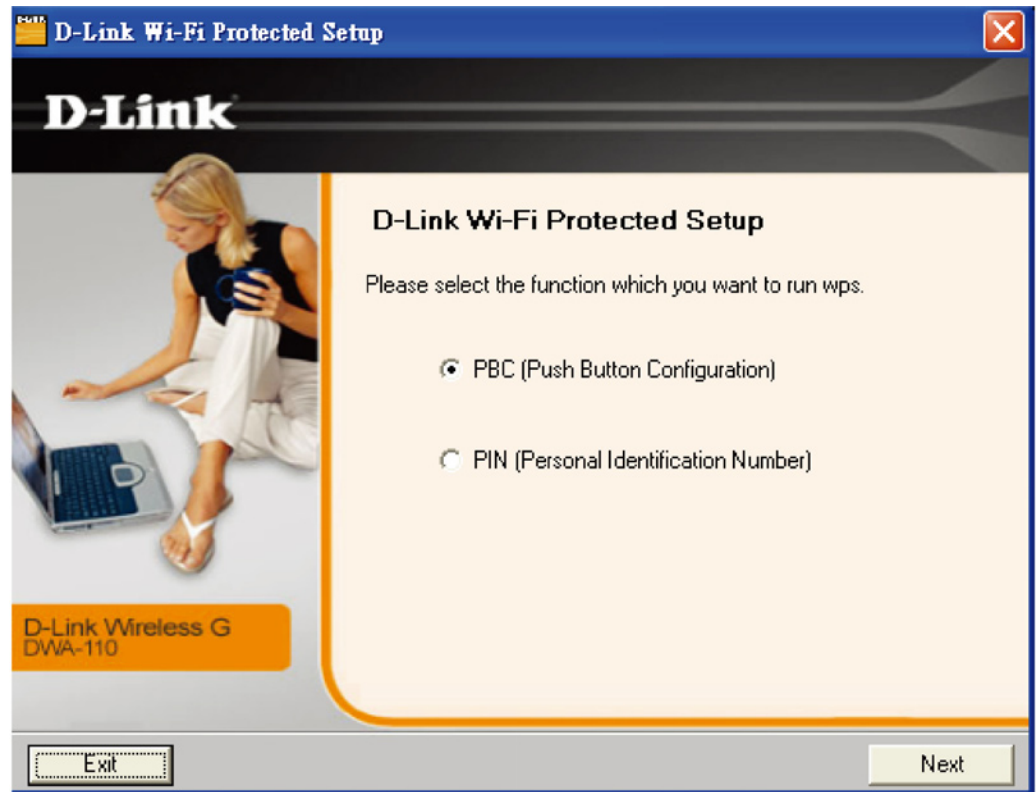 D-Link Wi-Fi Protected Setup
D-Link
D-Link Wi-Fi Protected Setup
Please select the function which you want to run wps.
PBC (Push Button Configuration)
PIN (Personal Identification Number)
D-Link Wireless G
DWA-110
Exit
Next